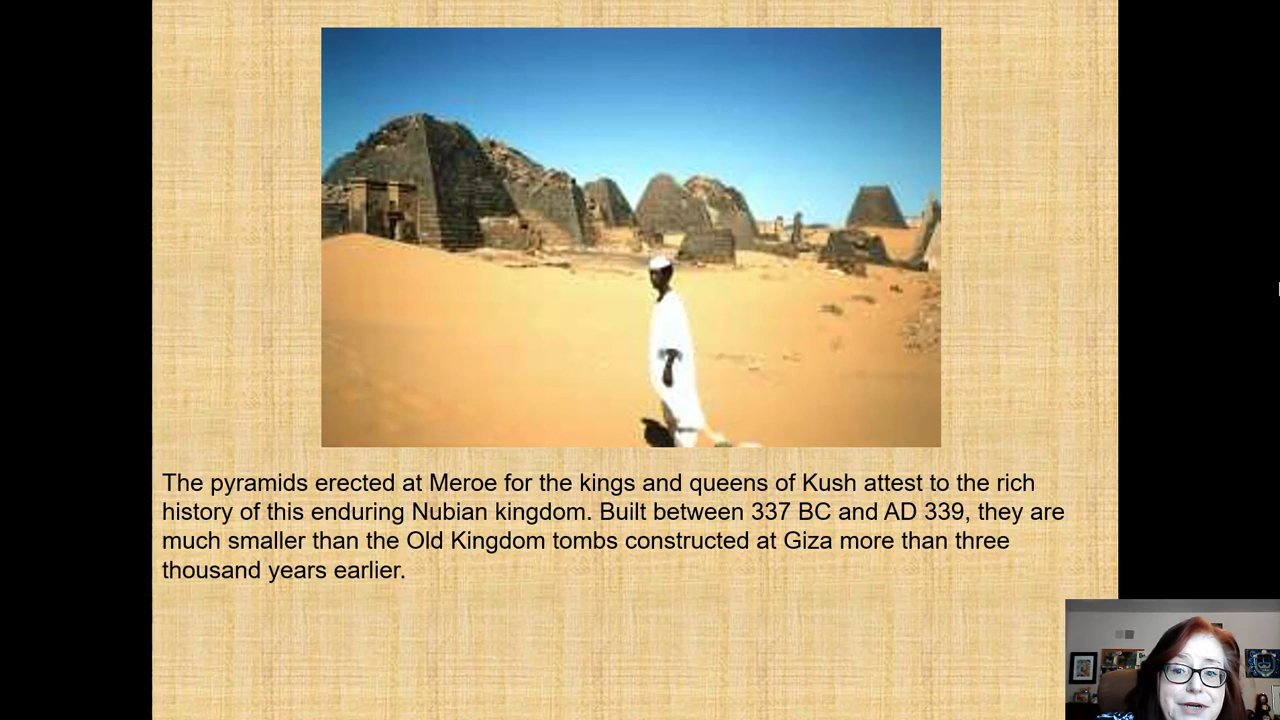 The pyramids erected at Meroe for the kings and queens of Kush attest to the rich
history of this enduring Nubian kingdom. Built between 337 BC and AD 339, they are
much smaller than the Old Kingdom tombs constructed at Giza more than three
thousand years earlier.